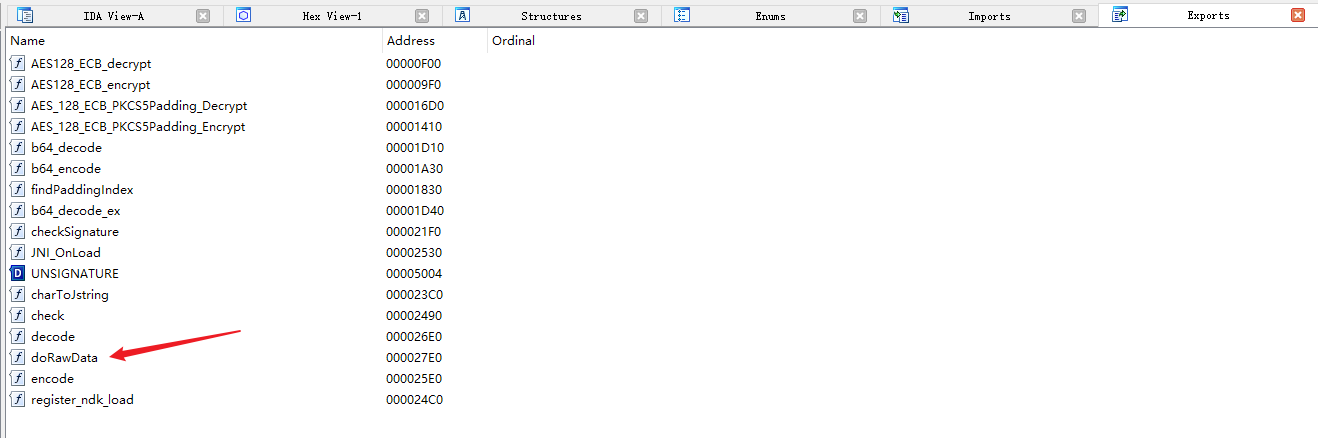 IDA View-A Hex View-1 Structures Enums Imports Exports
Name Address Ordinal
f AES128_ECB_decrypt 00000F00
f AES128_ECB_encrypt 000009F0
f AES_128_ECB_PKCS5Padding_Decrypt 000016D0
f AES_128_ECB_PKCS5Padding_Encrypt 00001410
f b64_decode 00001D10
f b64_encode 00001A30
f findPaddingIndex 00001830
f b64_decode_ex 00001D40
f checkSignature 000021F0
f JNI_OnLoad 00002530
D UNSIGNATURE 00005004
f charToJstring 000023C0
f check 00002490
f decode 000026E0
f doRawData 000027E0
f encode 000025E0
f register_ndk_load 000024C0